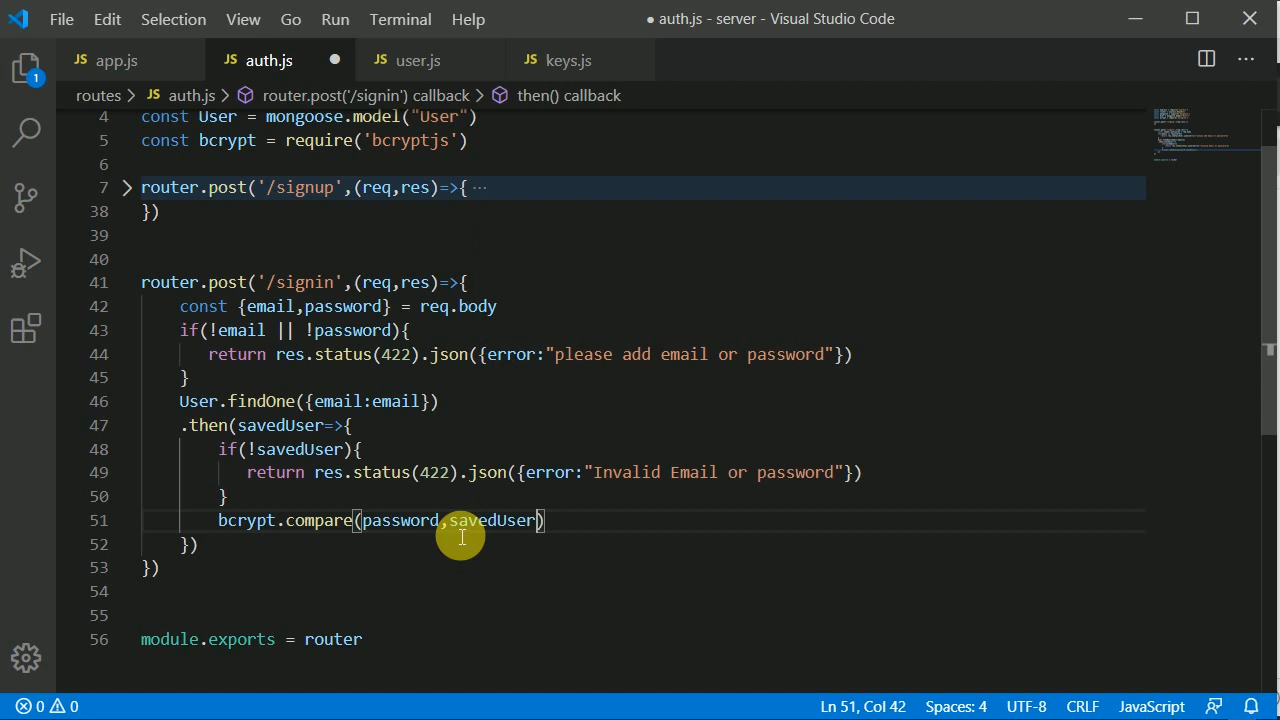 File Edit Selection View Go Run Terminal Help ● auth.js - server - Visual Studio Code
JS app.js JS auth.js ● JS user.js JS keys.js
1
routes > JS auth.js > router.post('/signin') callback > then() callback
4 const User = mongoose.model("User")
5 const bcrypt = require('bcryptjs')
6
7 router.post('/signup',(req,res)=>{ ···
38 })
39
40
41 router.post('/signin',(req,res)=>{
42 const {email,password} = req.body
43 if(!email || !password){
44 return res.status(422).json({error:"please add email or password"})
45 }
46 User.findOne({email:email})
47 .then(savedUser=>{
48 if(!savedUser){
49 return res.status(422).json({error:"Invalid Email or password"})
50 }
51 bcrypt.compare(password,savedUser)
52 })
53 })
54
55
56 module.exports = router
0 0 Ln 51, Col 42 Spaces: 4 UTF-8 CRLF JavaScript